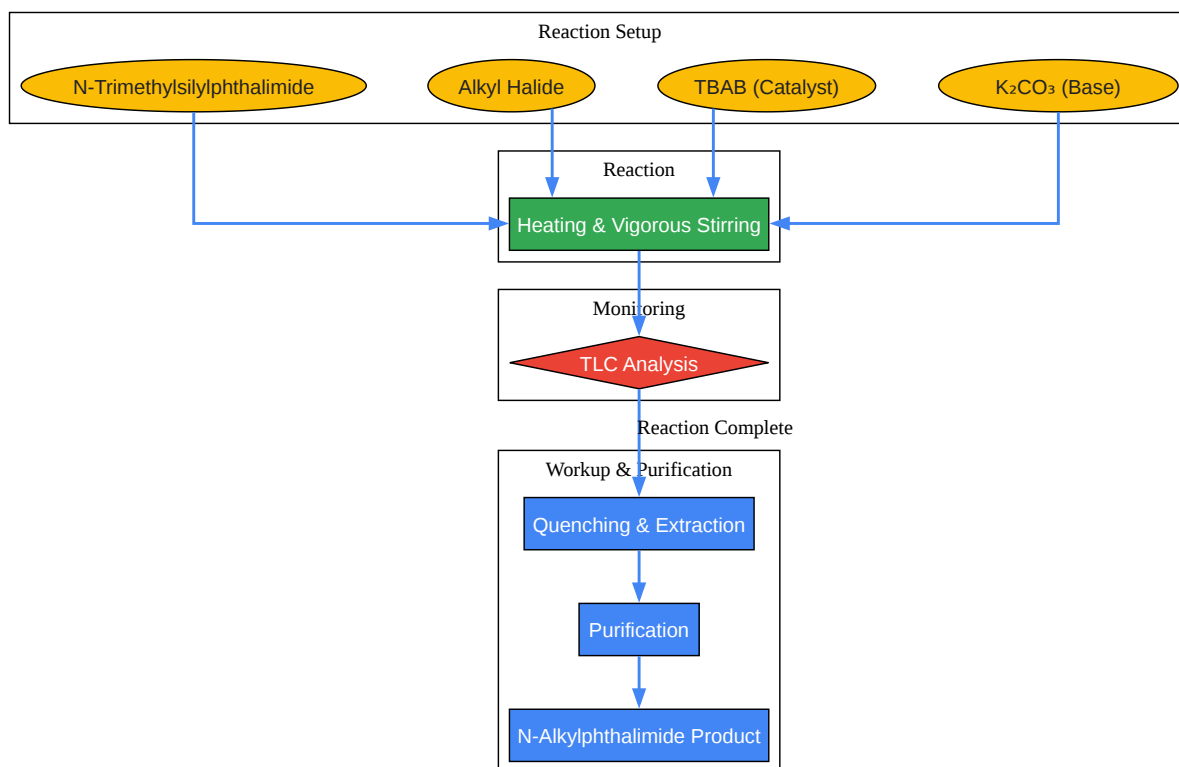 Reaction Setup
N-Trimethylsilylphthalimide
Alkyl Halide
TBAB (Catalyst)
K₂CO₃ (Base)
Reaction
Heating & Vigorous Stirring
Monitoring
TLC Analysis
Reaction Complete
Workup & Purification
Quenching & Extraction
Purification
N-Alkylphthalimide Product